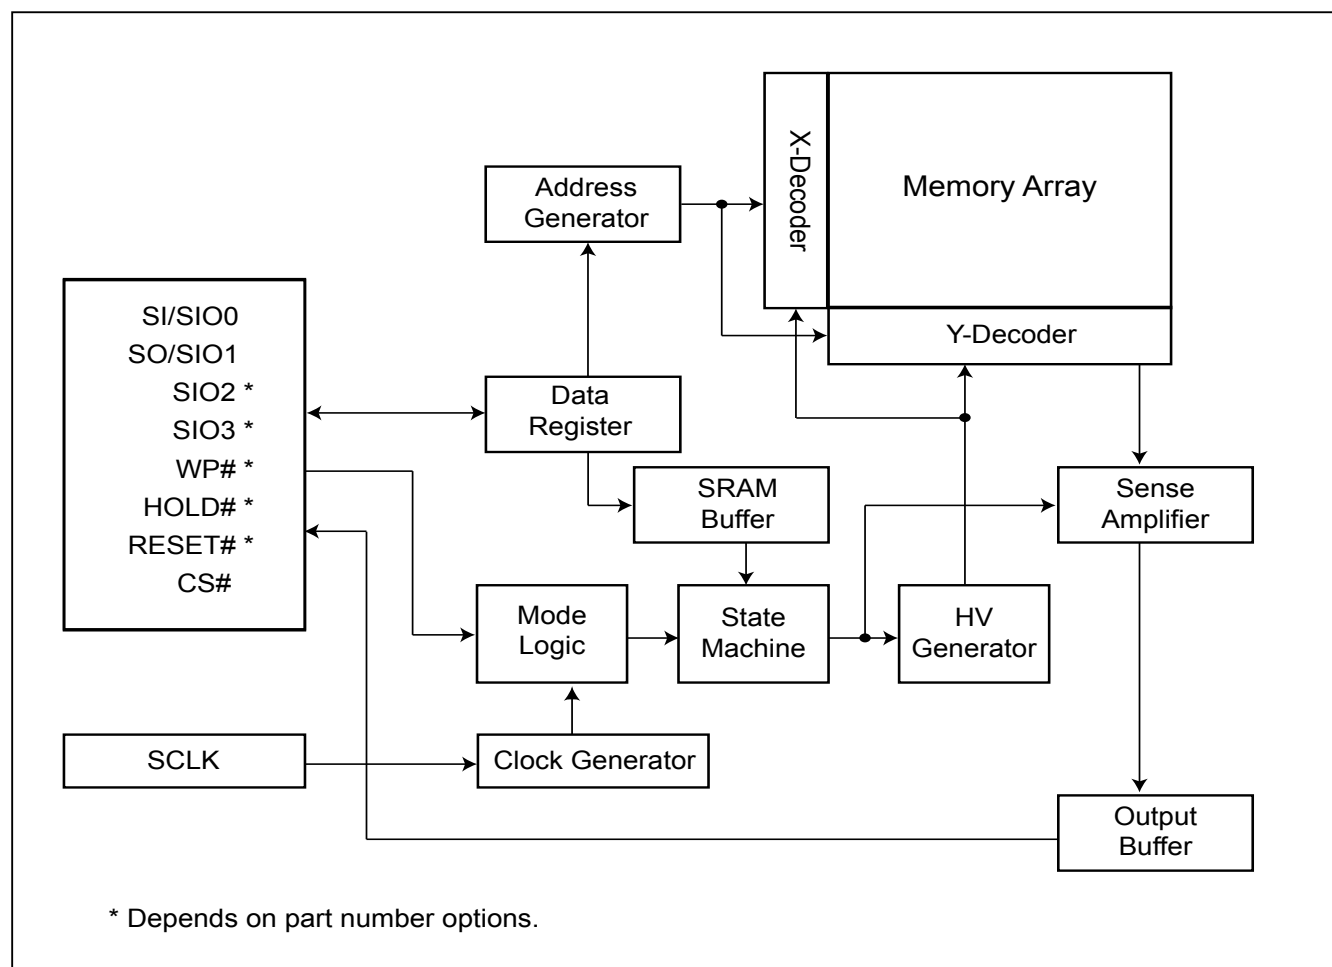 X-Decoder
Memory Array
Address
Generator
SI/SIO0
SO/SIO1
SIO2 *
SIO3 *
WP# *
HOLD# *
RESET# *
CS#
Y-Decoder
Data
Register
SRAM
Buffer
Sense
Amplifier
Mode
Logic
State
Machine
HV
Generator
SCLK
Clock Generator
Output
Buffer
* Depends on part number options.